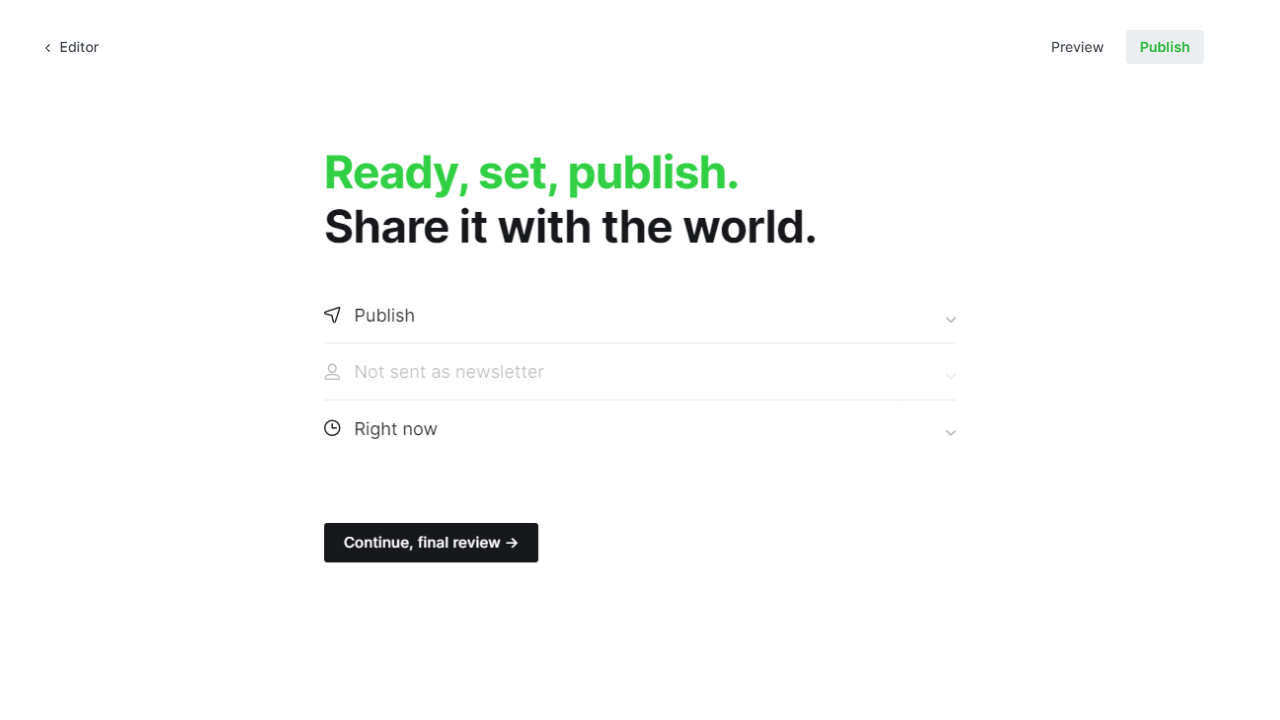 Editor
Preview
Publish
Ready, set, publish.
Share it with the world.
Publish
Not sent as newsletter
Right now
Continue, final review →